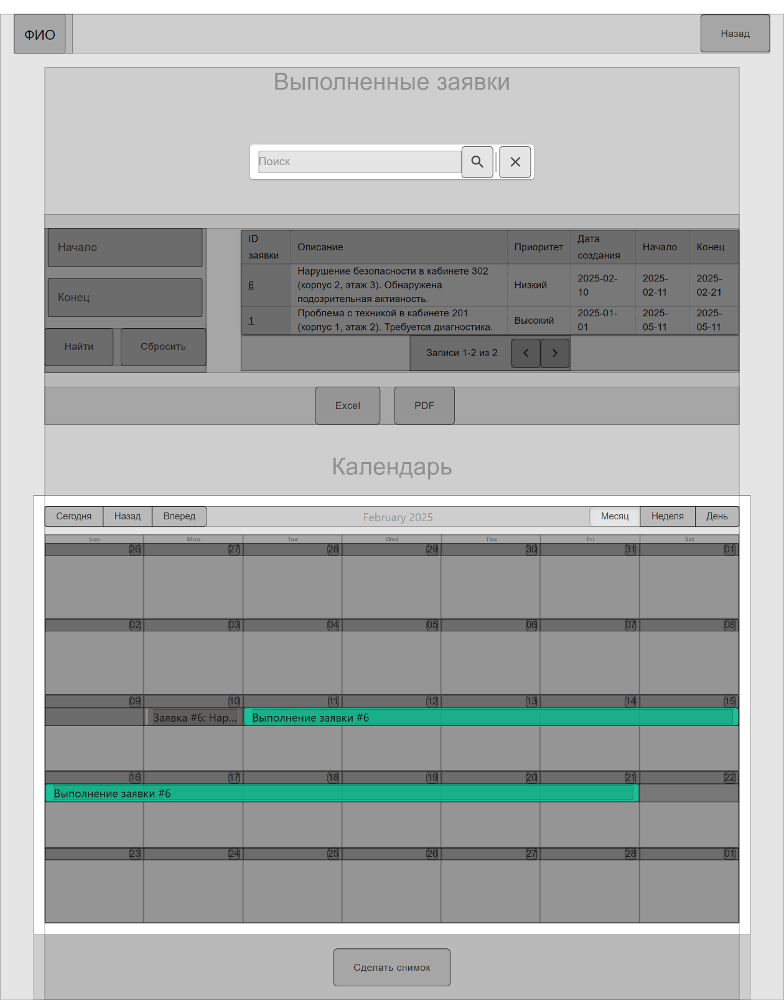 ФИО
Назад
Выполненные заявки
Поиск
Начало
Конец
Найти Сбросить
ID заявки Описание Приоритет Дата создания Начало Конец
6 Нарушение безопасности в кабинете 302 (корпус 2, этаж 3). Обнаружена подозрительная активность. Низкий 2025-02-10 2025-02-11 2025-02-21
1 Проблема с техникой в кабинете 201 (корпус 1, этаж 2). Требуется диагностика. Высокий 2025-01-01 2025-05-11 2025-05-11
Записи 1-2 из 2
Excel PDF
Календарь
Сегодня Назад Вперед February 2025 Месяц Неделя День
Sun Mon Tue Wed Thu Fri Sat
26 27 28 29 30 31 01
02 03 04 05 06 07 08
09 10 11 12 13 14 15
Заявка #6: Нар... Выполнение заявки #6
16 17 18 19 20 21 22
Выполнение заявки #6
23 24 25 26 27 28 01
Сделать снимок